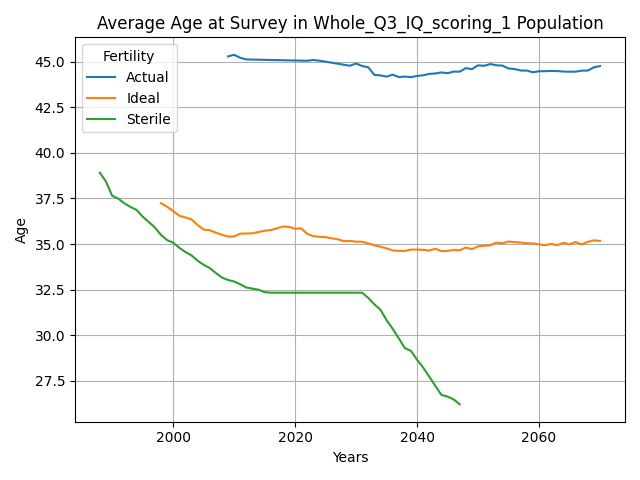 Average Age at Survey in Whole_Q3_IQ_scoring_1 Population
Fertility
Actual
Ideal
Sterile
45.0
42.5
40.0
37.5
35.0
32.5
30.0
27.5
Age
2000
2020
2040
2060
Years